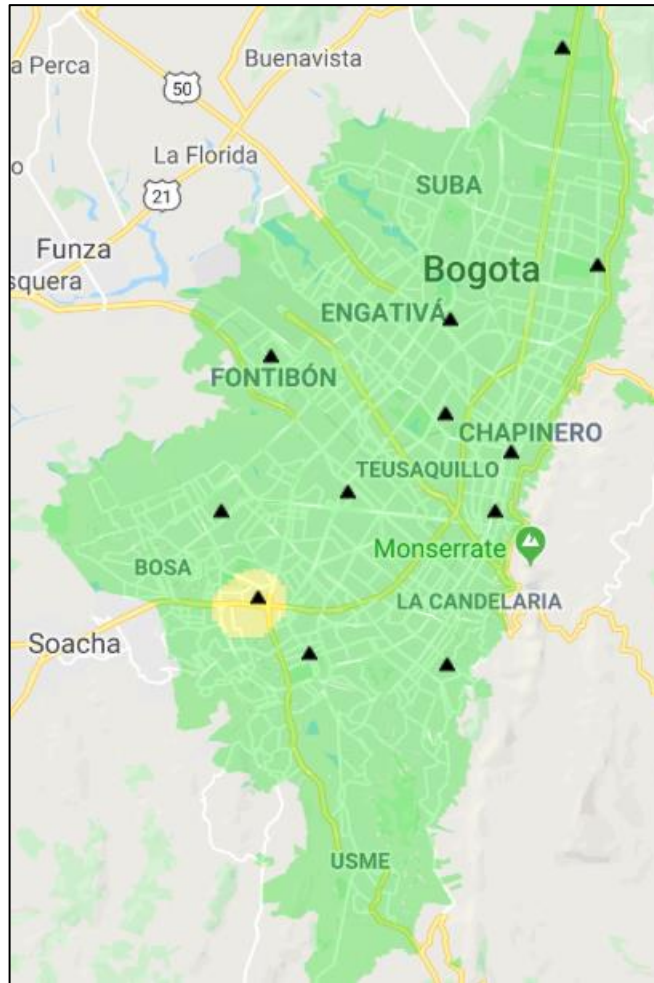 a Perca
Buenavista
50
La Florida
o
21
SUBA
Funza
squera
Bogota
ENGATIVÁ
FONTIBÓN
CHAPINERO
TEUSAQUILLO
Monserrate
BOSA
LA CANDELARIA
Soacha
USME